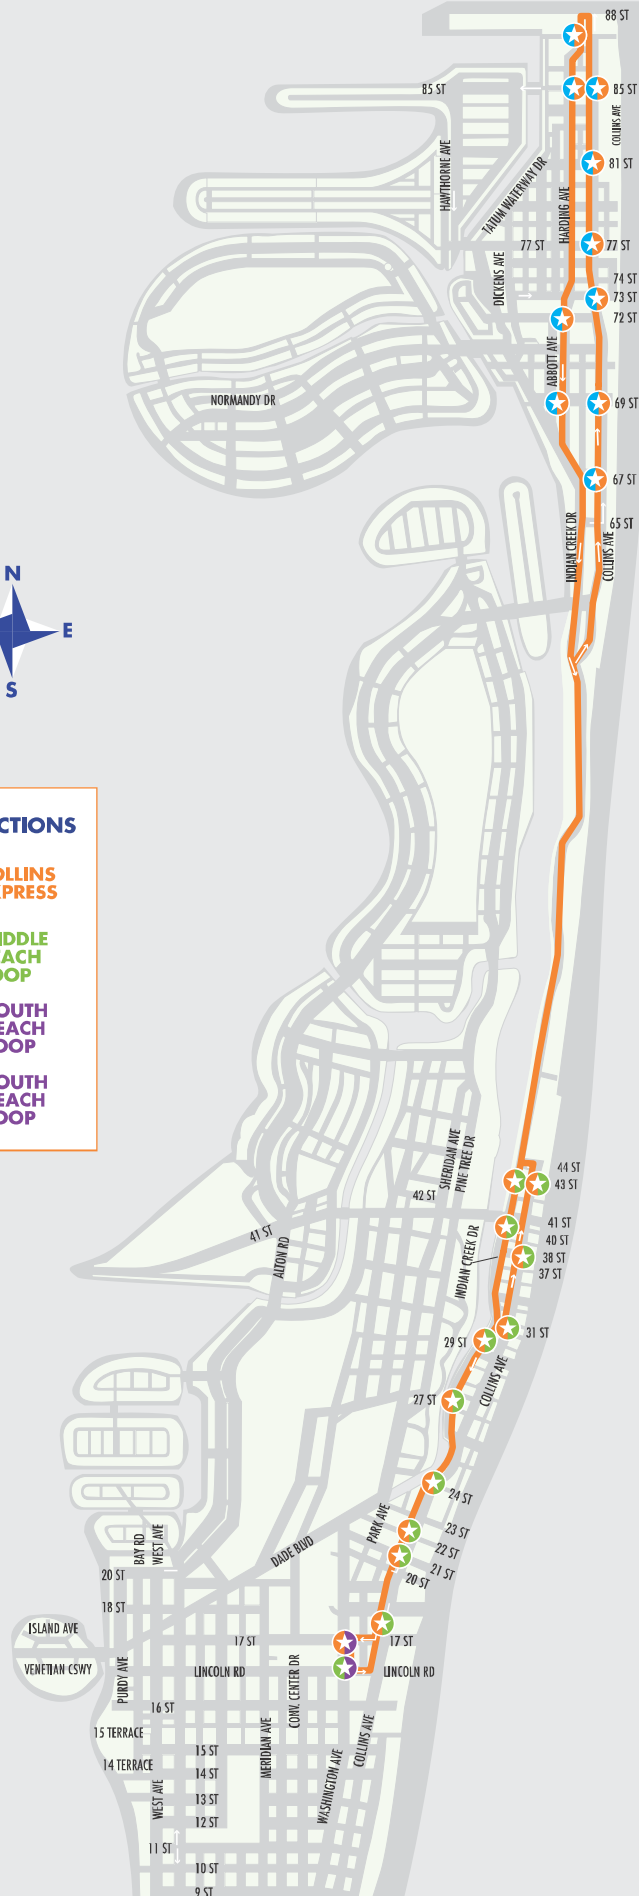 88 ST
85 ST
85 ST
COLLINS AVE
HAWTHORNE AVE
TATUM WATERWAY DR
81 ST
HARDING AVE
77 ST
77 ST
DICKENS AVE
74 ST
73 ST
72 ST
ABBOTT AVE
NORMANDY DR
69 ST
67 ST
65 ST
INDIAN CREEK DR
COLLINS AVE
N
E
S
CTIONS
OLLINS
PRESS
IDDLE
EACH
OOP
OUTH
EACH
OOP
OUTH
EACH
OOP
SHERIDAN AVE
PINE TREE DR
44 ST
43 ST
42 ST
41 ST
41 ST
40 ST
38 ST
37 ST
ALTON RD
INDIAN CREEK DR
31 ST
29 ST
COLLINS AVE
27 ST
24 ST
PARK AVE
23 ST
22 ST
21 ST
20 ST
BAY RD
WEST AVE
DADE BLVD
20 ST
18 ST
ISLAND AVE
17 ST
17 ST
VENETIAN CSWY
PURDY AVE
LINCOLN RD
CONV. CENTER DR
LINCOLN RD
16 ST
15 TERRACE
MERIDIAN AVE
COLLINS AVE
15 ST
14 TERRACE
14 ST
WASHINGTON AVE
WEST AVE
13 ST
12 ST
11 ST
10 ST
9 ST